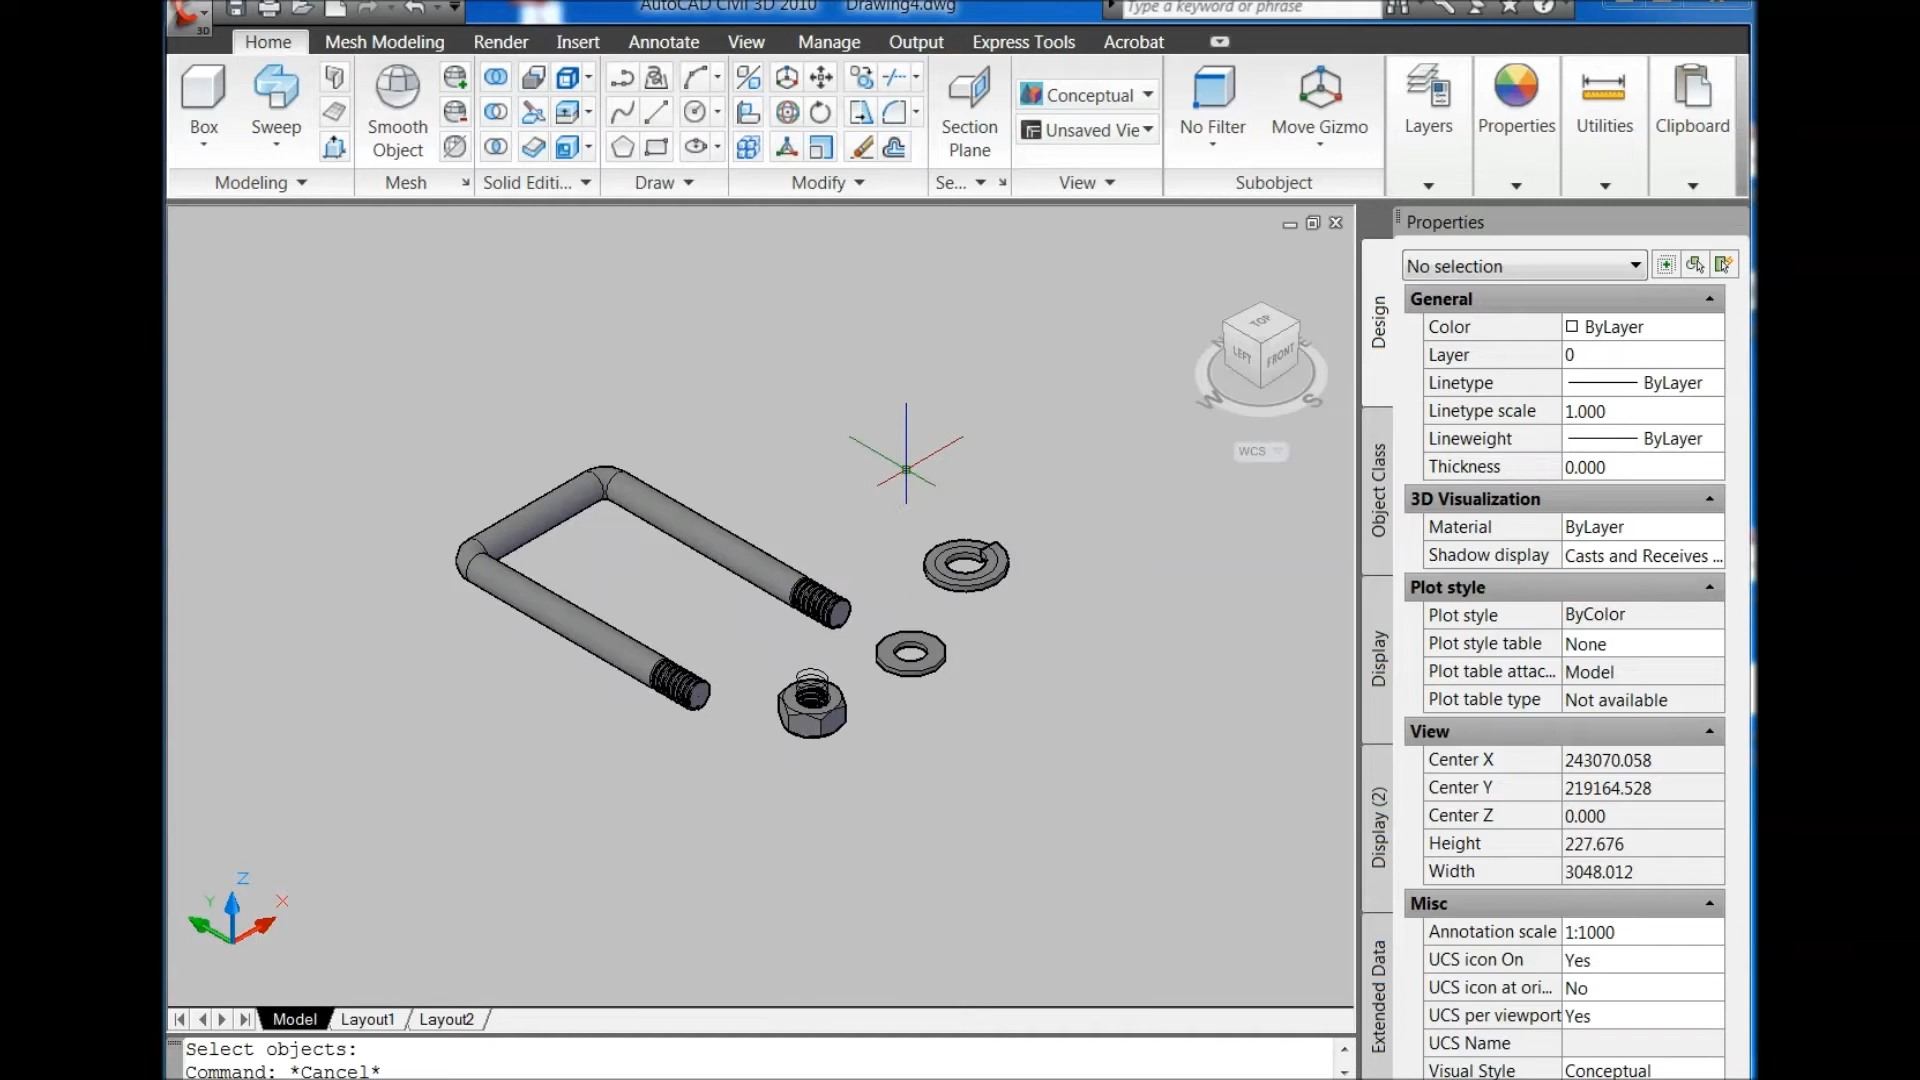 AutoCAD Civil 3D 2010 Drawing4.dwg
Type a keyword or phrase
3D
Home Mesh Modeling Render Insert Annotate View Manage Output Express Tools Acrobat
Box
Sweep
Smooth
Object
Section
Plane
Conceptual
Unsaved Vie
No Filter
Move Gizmo
Layers
Properties
Utilities
Clipboard
Modeling
Mesh
Solid Editi...
Draw
Modify
Se...
View
Subobject
Properties
No selection
General
Color ByLayer
Layer 0
Linetype ByLayer
Linetype scale 1.000
Lineweight ByLayer
Thickness 0.000
3D Visualization
Material ByLayer
Shadow display Casts and Receives ...
Plot style
Plot style ByColor
Plot style table None
Plot table attac... Model
Plot table type Not available
View
Center X 243070.058
Center Y 219164.528
Center Z 0.000
Height 227.676
Width 3048.012
Misc
Annotation scale 1:1000
UCS icon On Yes
UCS icon at ori... No
UCS per viewport Yes
UCS Name
Visual Style Conceptual
Design
Object Class
Display
Display (2)
Extended Data
TOP
LEFT
FRONT
W
S
WCS
Z
Y
X
Model Layout1 Layout2
Select objects:
Command: *Cancel*